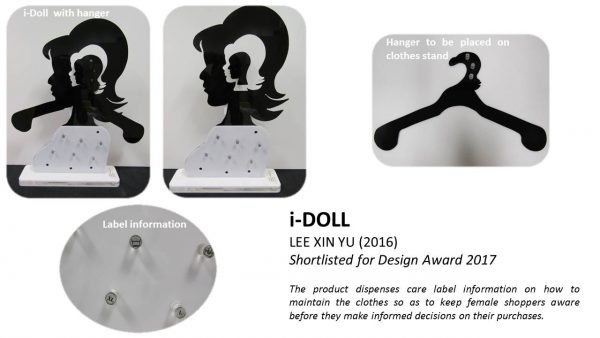 i-Doll with hanger
Hanger to be placed on
clothes stand
Label information
XL
L
i-DOLL
LEE XIN YU (2016)
Shortlisted for Design Award 2017
The product dispenses care label information on how to
maintain the clothes so as to keep female shoppers aware
before they make informed decisions on their purchases.